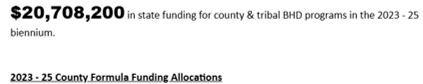 $20,708,200 in state funding for county & tribal BHD programs in the 2023 - 25
biennium.
2023 - 25 County Formula Funding Allocations